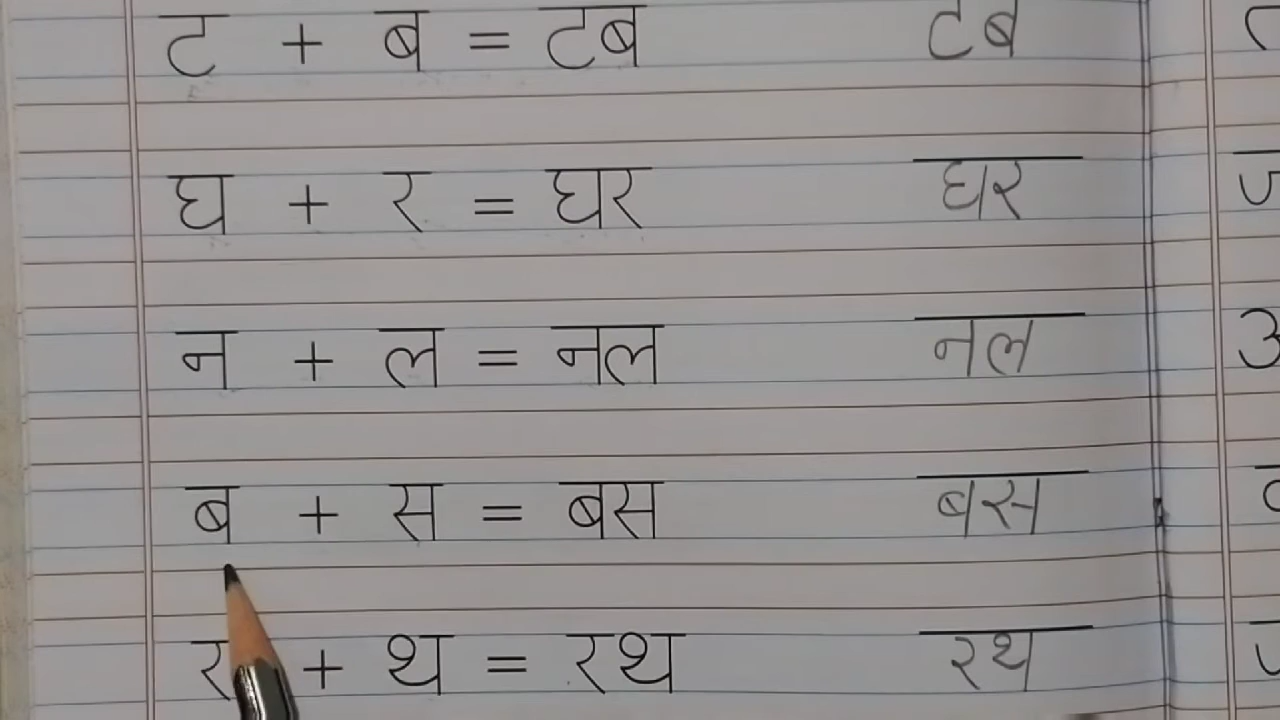 ट + ब = टब टब
घ + र = घर घर
न + ल = नल नल
ब + स = बस बस
र + थ = रथ रथ